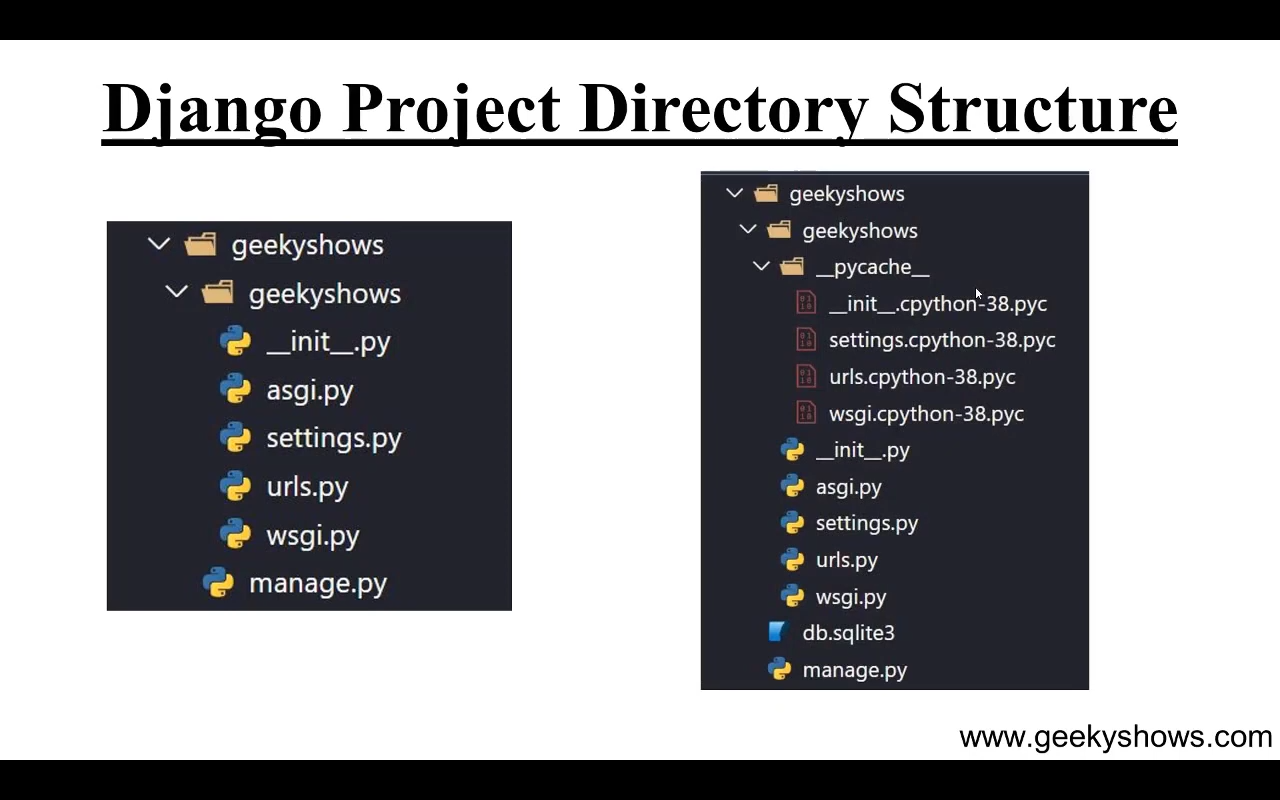 Django Project Directory Structure
geekyshows
geekyshows
__init__.py
asgi.py
settings.py
urls.py
wsgi.py
manage.py
geekyshows
geekyshows
__pycache__
__init__.cpython-38.pyc
settings.cpython-38.pyc
urls.cpython-38.pyc
wsgi.cpython-38.pyc
__init__.py
asgi.py
settings.py
urls.py
wsgi.py
db.sqlite3
manage.py
www.geekyshows.com